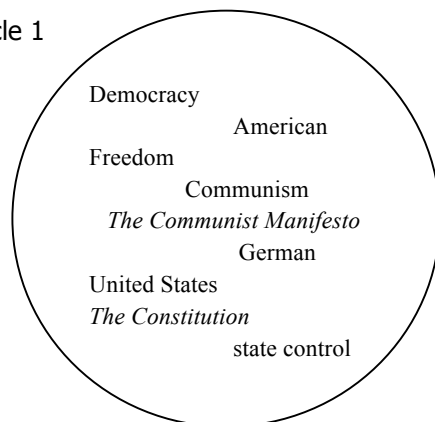 cle 1
Democracy
American
Freedom
Communism
The Communist Manifesto
German
United States
The Constitution
state control